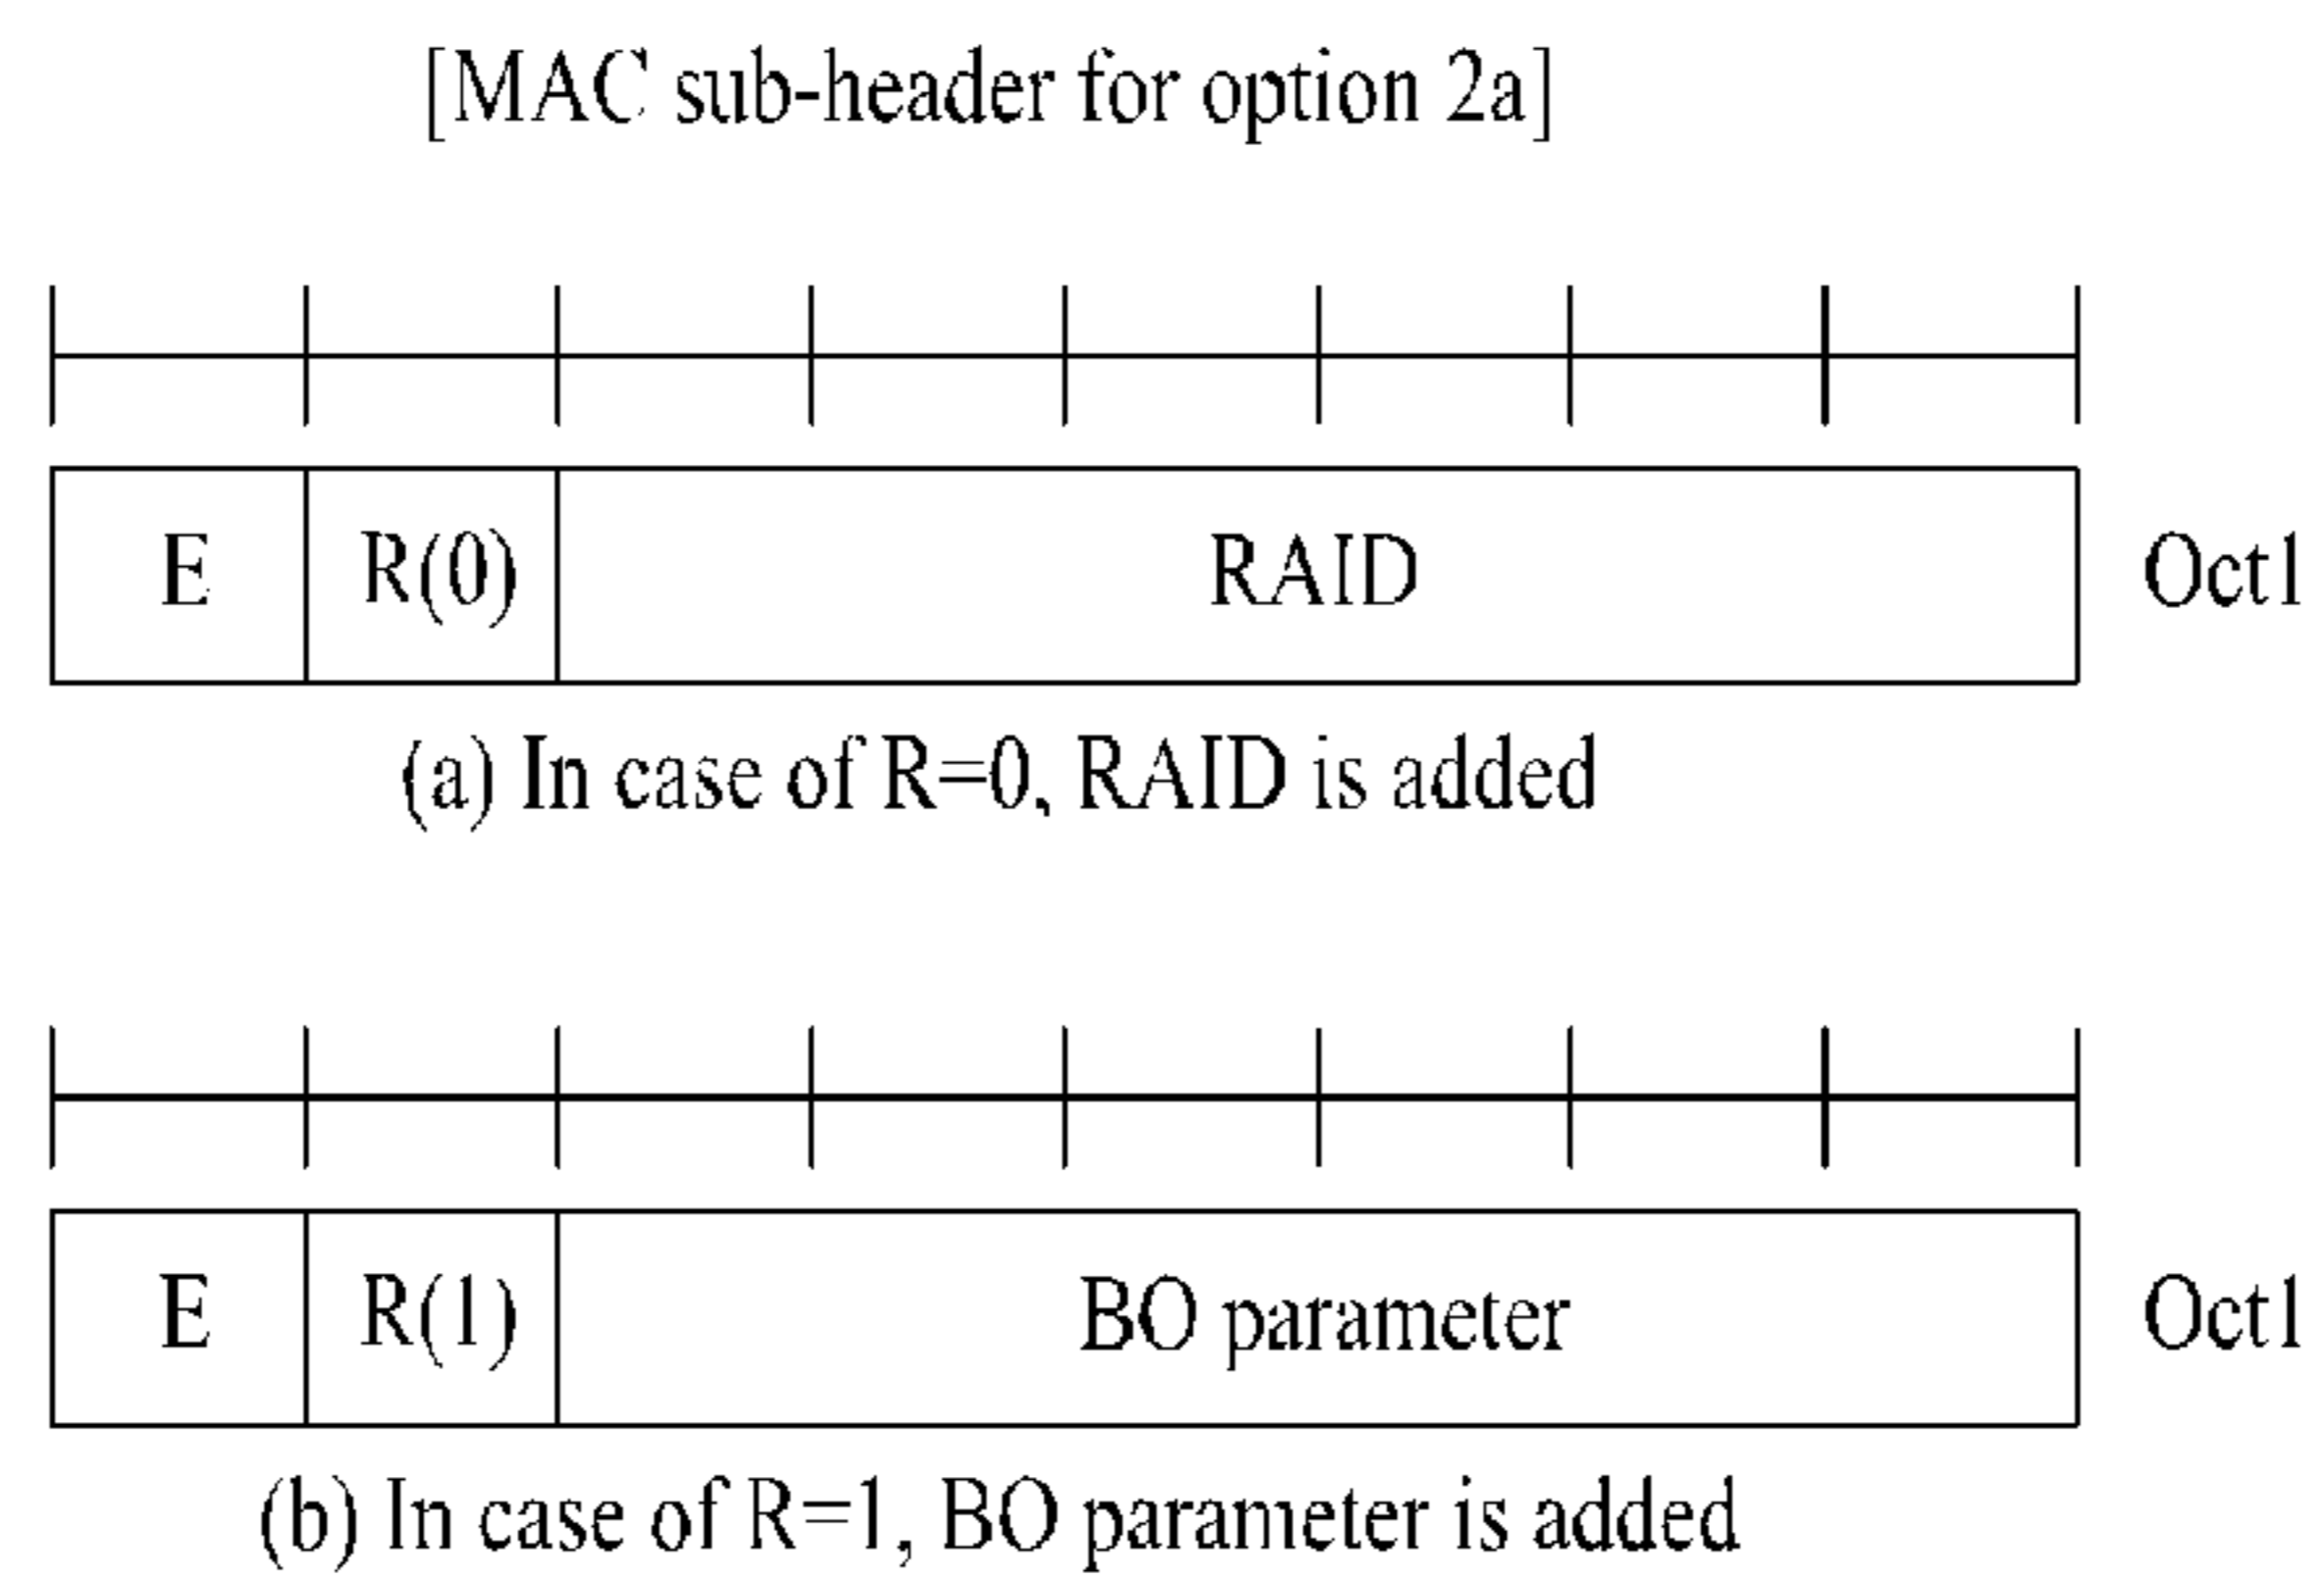 [MAC sub-header for option 2a]
E R(0) RAID Oct1
(a) In case of R=0, RAID is added
E R(1) BO parameter Oct1
(b) In case of R=1, BO parameter is added